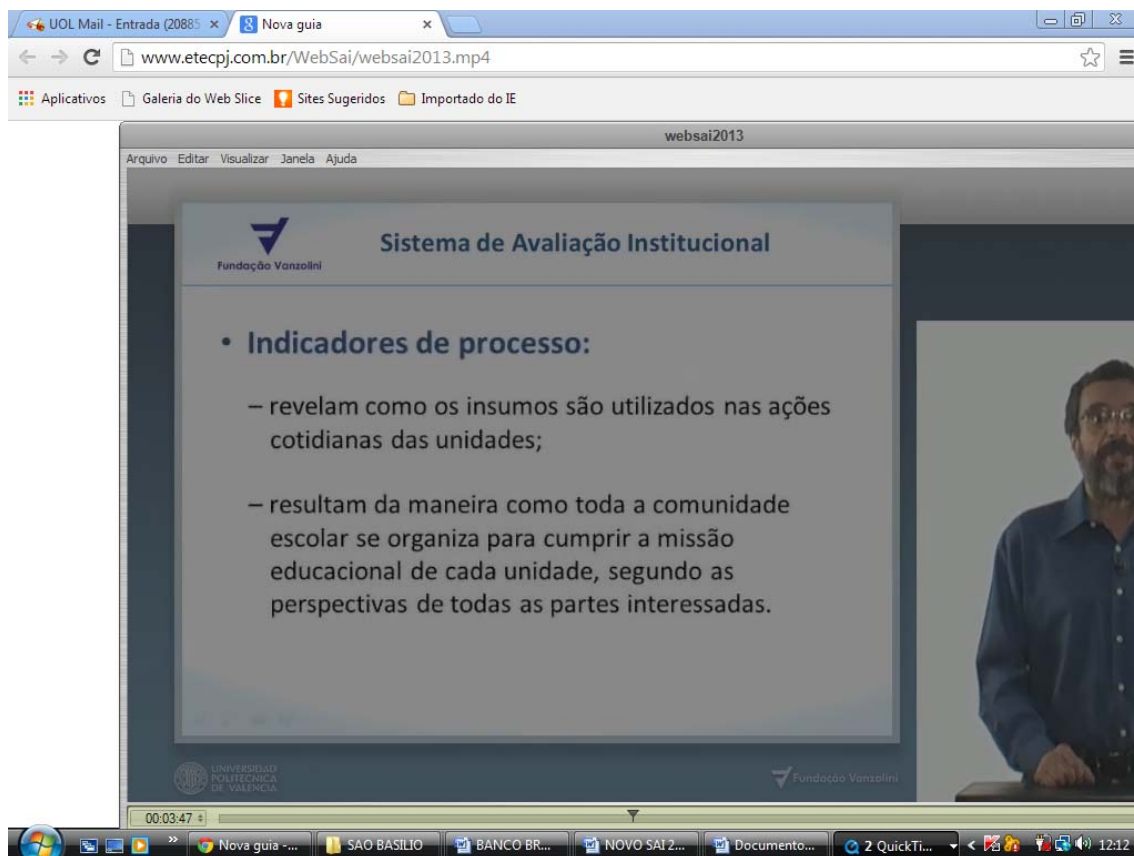 UOL Mail - Entrada (2088
Nova guia
www.etecpj.com.br/WebSai/websai2013.mp4
Aplicativos Galeria do Web Slice Sites Sugeridos Importado do IE
websai2013
Arquivo Editar Visualizar Janela Ajuda
Fundação Vanzolini
Sistema de Avaliação Institucional
• Indicadores de processo:
– revelam como os insumos são utilizados nas ações
cotidianas das unidades;
– resultam da maneira como toda a comunidade
escolar se organiza para cumprir a missão
educacional de cada unidade, segundo as
perspectivas de todas as partes interessadas.
UNIVERSIDAD
POLITECNICA
DE VALENCIA
Fundação Vanzolini
00:03:47
Nova guia -... SAO BASILIO BANCO BR... NOVO SAI 2... Documento... 2 QuickTi... 12:12